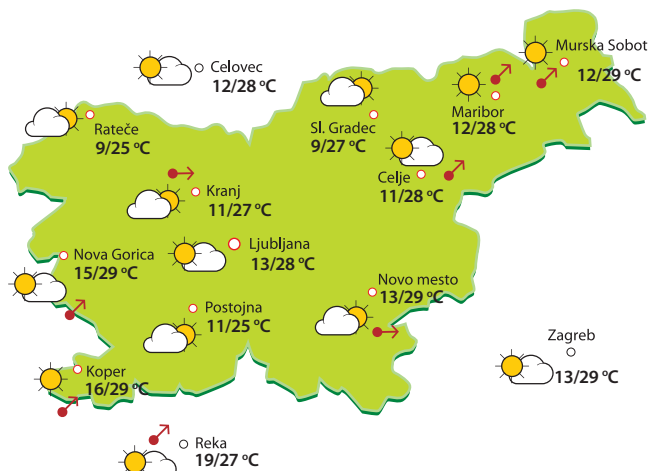 Celovec
12/28 °C
Murska Sobot
12/29 °C
Maribor
12/28 °C
Sl. Gradec
9/27 °C
Rateče
9/25 °C
Celje
11/28 °C
Kranj
11/27 °C
Ljubljana
13/28 °C
Nova Gorica
15/29 °C
Novo mesto
13/29 °C
Postojna
11/25 °C
Zagreb
13/29 °C
Koper
16/29 °C
Reka
19/27 °C